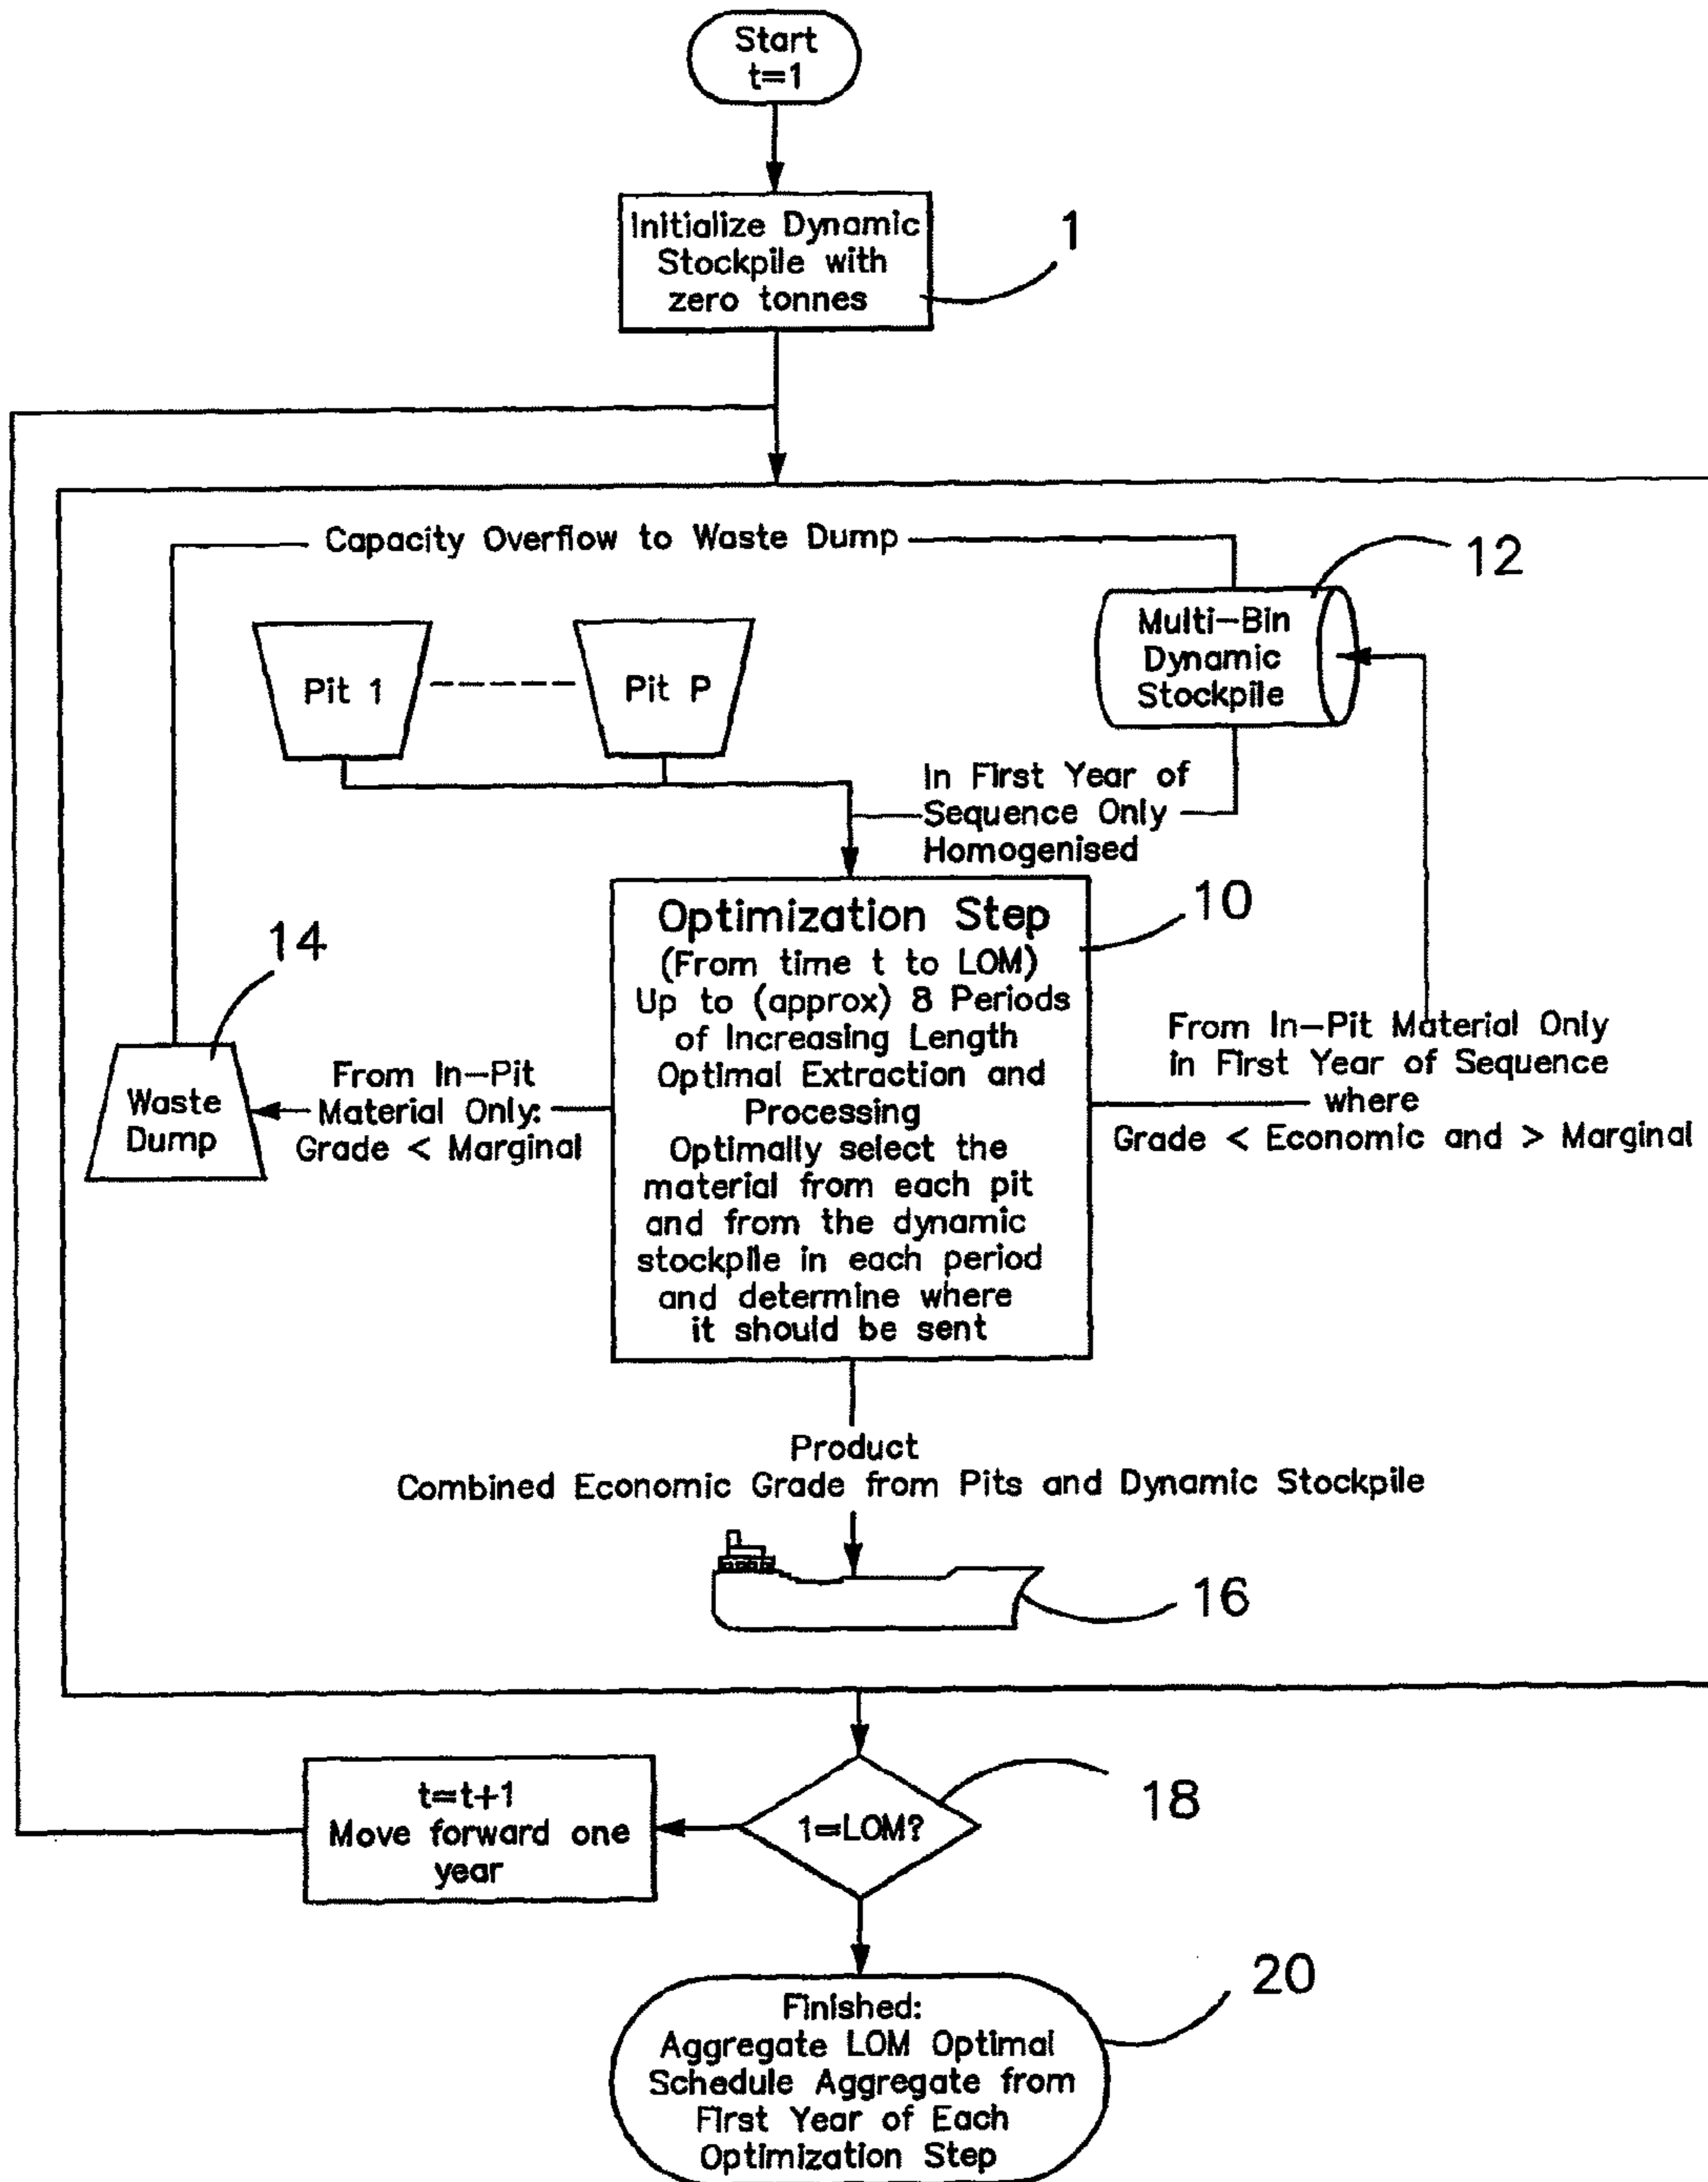 Start
t=1
Initialize Dynamic
Stockpile with
zero tonnes
1
Capacity Overflow to Waste Dump
12
Multi-Bin
Dynamic
Stockpile
Pit 1
Pit P
In First Year of
Sequence Only
Homogenised
10
Optimization Step
(From time t to LOM)
Up to (approx) 8 Periods
of Increasing Length
Optimal Extraction and
Processing
Optimally select the
material from each pit
and from the dynamic
stockpile in each period
and determine where
it should be sent
14
Waste
Dump
From In-Pit
Material Only:
Grade < Marginal
From In-Pit Material Only
in First Year of Sequence
where
Grade < Economic and > Marginal
Product
Combined Economic Grade from Pits and Dynamic Stockpile
16
18
1=LOM?
t=t+1
Move forward one
year
20
Finished:
Aggregate LOM Optimal
Schedule Aggregate from
First Year of Each
Optimization Step